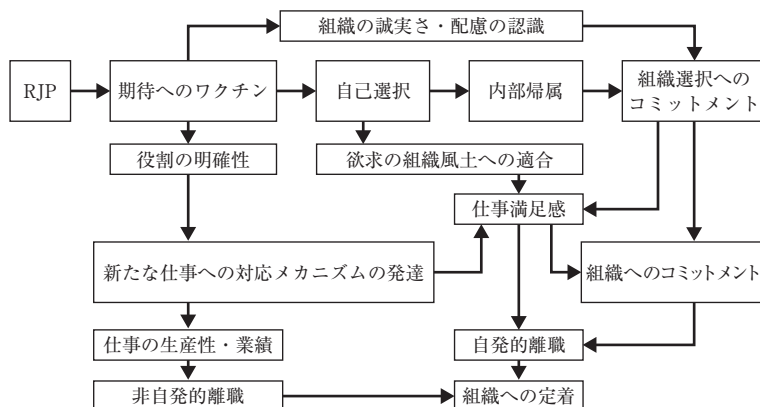 組織の誠実さ・配慮の認識
RJP
期待へのワクチン
自己選択
内部帰属
組織選択への
コミットメント
役割の明確性
欲求の組織風土への適合
仕事満足感
新たな仕事への対応メカニズムの発達
組織へのコミットメント
仕事の生産性・業績
自発的離職
非自発的離職
組織への定着